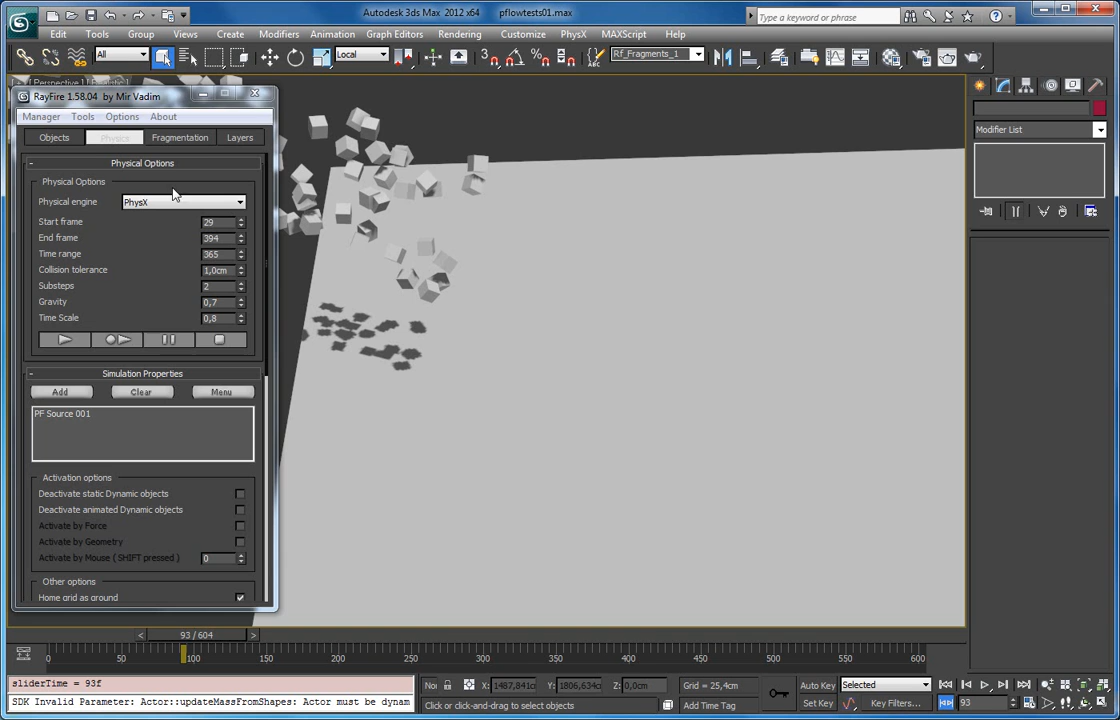 Autodesk 3ds Max 2012 x64 pflowtests01.max
Type a keyword or phrase
Edit Tools Group Views Create Modifiers Animation Graph Editors Rendering Customize PhysX MAXScript Help
All Local 3 Rf_Fragments_1
RayFire 1.58.04 by Mir Vadim
Manager Tools Options About
Objects Physics Fragmentation Layers
- Physical Options
Physical Options
Physical engine PhysX
Start frame 29
End frame 394
Time range 365
Collision tolerance 1,0cm
Substeps 2
Gravity 0,7
Time Scale 0,8
- Simulation Properties
Add Clear Menu
PF Source 001
Activation options
Deactivate static Dynamic objects
Deactivate animated Dynamic objects
Activate by Force
Activate by Geometry
Activate by Mouse ( SHIFT pressed ) 0
Other options
Home grid as ground
Modifier List
< 93 / 604 >
0 50 100 150 200 250 300 350 400 450 500 550 600
sliderTime = 93f
SDK Invalid Parameter: Actor::updateMassFromShapes: Actor must be dynam
X: 1487,841c Y: 1806,634c Z: 0,0cm Grid = 25,4cm
Click or click-and-drag to select objects Add Time Tag
Auto Key Selected
Set Key Key Filters...
93